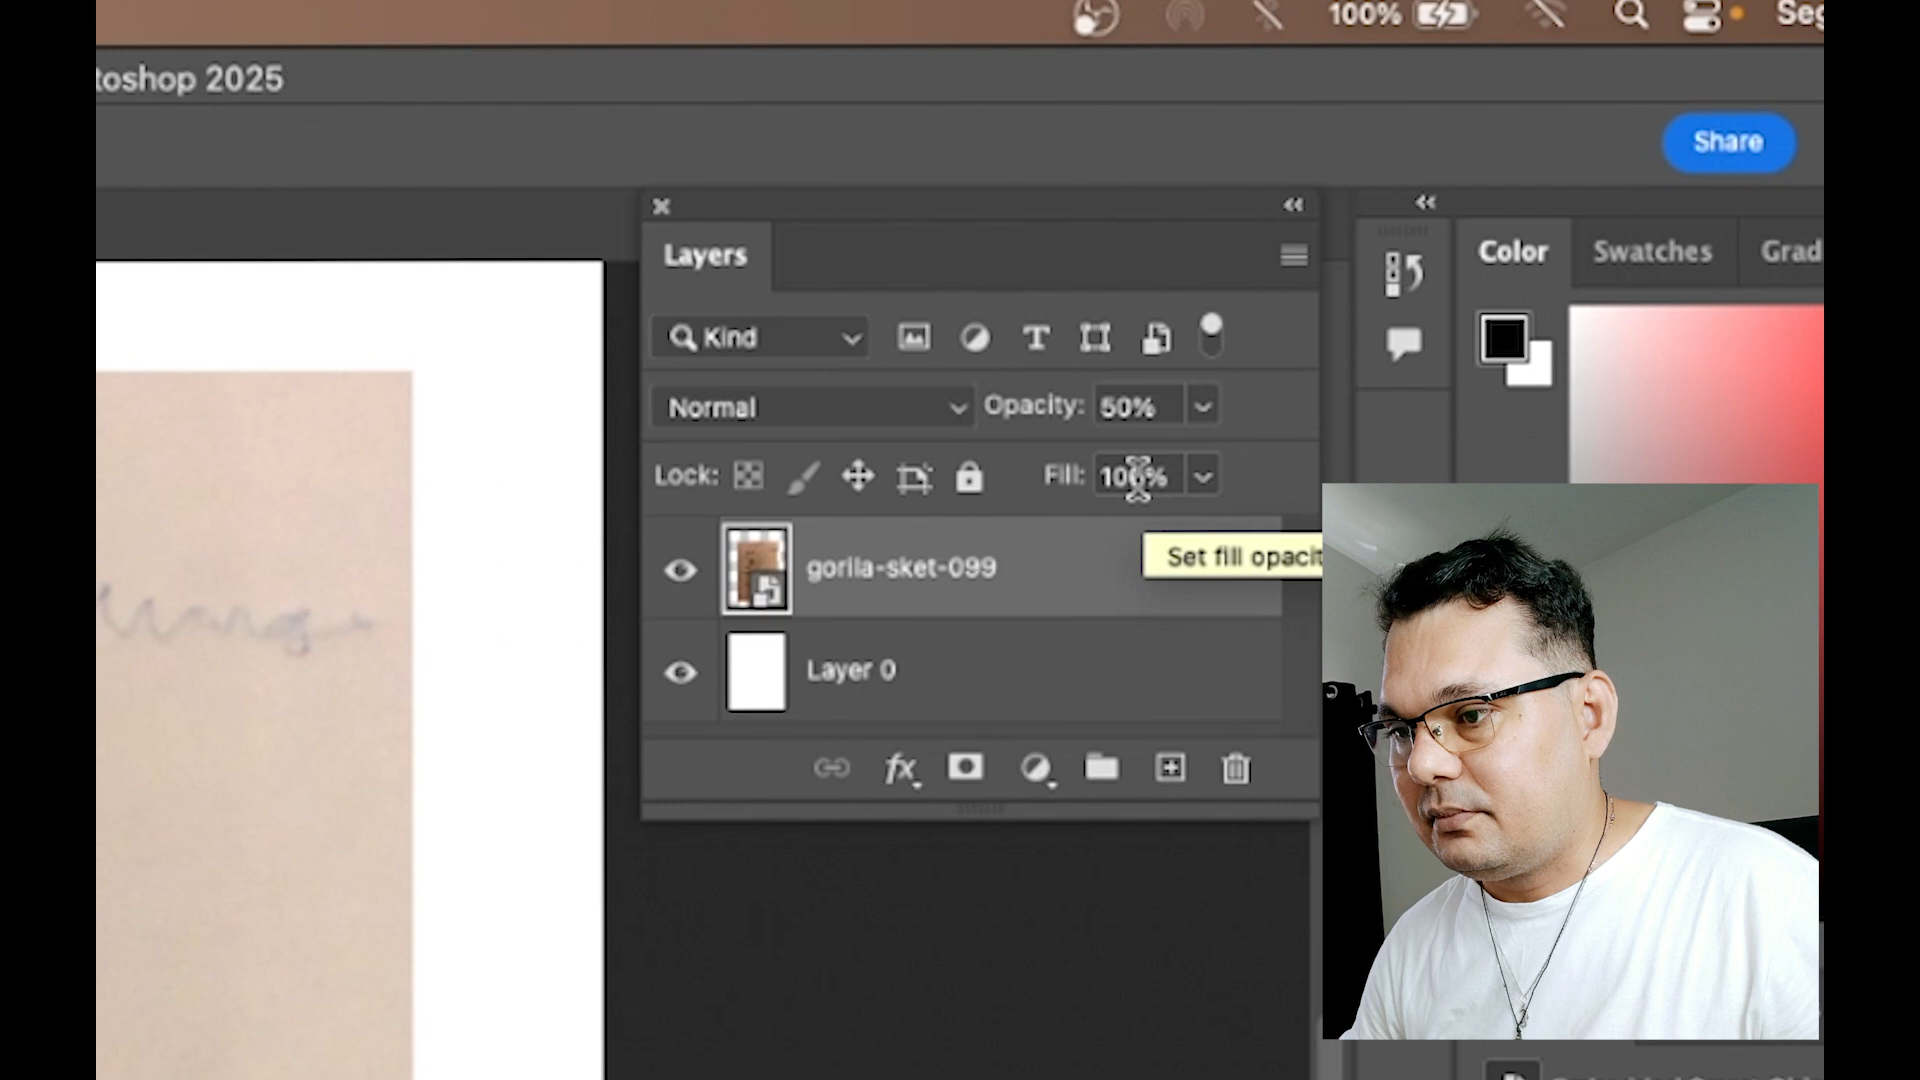 100%
toshop 2025
Share
Layers
Color
Swatches
Grad
Kind
Normal
Opacity: 50%
Lock:
Fill: 100%
gorila-sket-099
Set fill opacit
Layer 0
fx